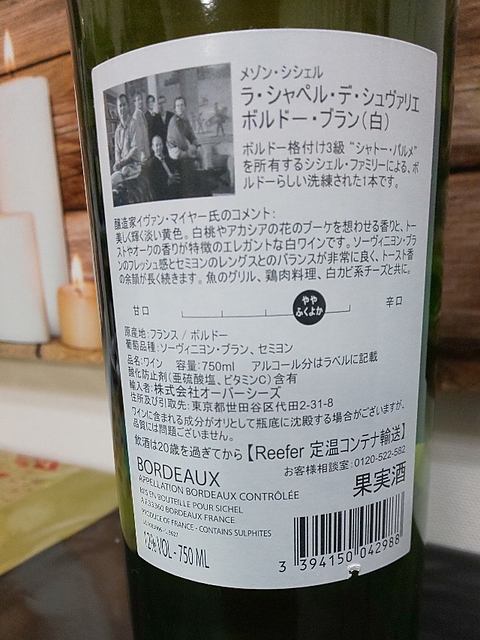 メゾン・シシェル
ラ・シャペル・デ・シュヴァリエ
ボルドー・ブラン(白)
ボルドー格付け3級 "シャトー・パルメ"
を所有するシシェル・ファミリーによる、ボ
ルドーらしい洗練された1本です。
醸造家イヴァン・マイヤー氏のコメント:
美しく輝く淡い黄色。白桃やアカシアの花のブーケを想わせる香りと、トー
ストやオークの香りが特徴のエレガントな白ワインです。ソーヴィニヨン・ブラ
ンのフレッシュ感とセミヨンのレングスとのバランスが非常に良く、トースト香
の余韻が長く続きます。魚のグリル、鶏肉料理、白カビ系チーズと共に。
甘口
やや
ふくよか
辛口
原産地:フランス / ボルドー
葡萄品種:ソーヴィニヨン・ブラン、セミヨン
品名:ワイン 容量:750ml アルコール分はラベルに記載
酸化防止剤(亜硫酸塩、ビタミンC)含有
輸入者:株式会社オーバーシーズ
住所及び引取先:東京都世田谷区代田2-31-8
ワインに含まれる成分がオリとして瓶底に沈殿する場合がございますが、
品質には問題ございません。
飲酒は20歳を過ぎてから【Reefer 定温コンテナ輸送】
お客様相談室:0120-522-582
果実酒
BORDEAUX
APPELLATION BORDEAUX CONTRÔLÉE
MIS EN BOUTEILLE POUR SICHEL
À A33360 BORDEAUX FRANCE
PRODUCE OF FRANCE - CONTAINS SULPHITES
12%VOL - 750 ML
3 394150 042988